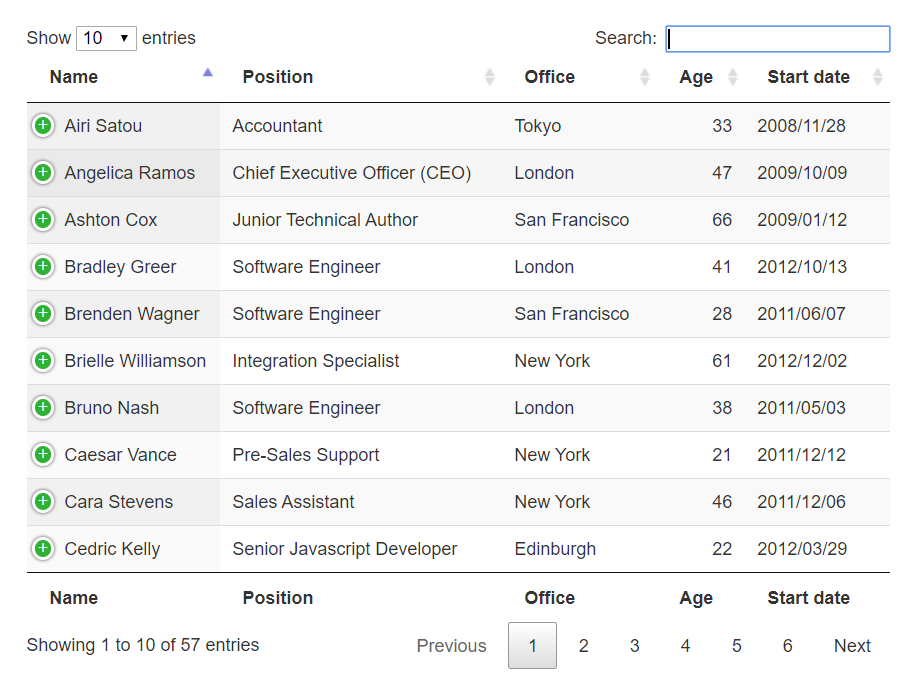 Show 10 entries Search:
Name Position Office Age Start date
Airi Satou Accountant Tokyo 33 2008/11/28
Angelica Ramos Chief Executive Officer (CEO) London 47 2009/10/09
Ashton Cox Junior Technical Author San Francisco 66 2009/01/12
Bradley Greer Software Engineer London 41 2012/10/13
Brenden Wagner Software Engineer San Francisco 28 2011/06/07
Brielle Williamson Integration Specialist New York 61 2012/12/02
Bruno Nash Software Engineer London 38 2011/05/03
Caesar Vance Pre-Sales Support New York 21 2011/12/12
Cara Stevens Sales Assistant New York 46 2011/12/06
Cedric Kelly Senior Javascript Developer Edinburgh 22 2012/03/29
Name Position Office Age Start date
Showing 1 to 10 of 57 entries Previous 1 2 3 4 5 6 Next